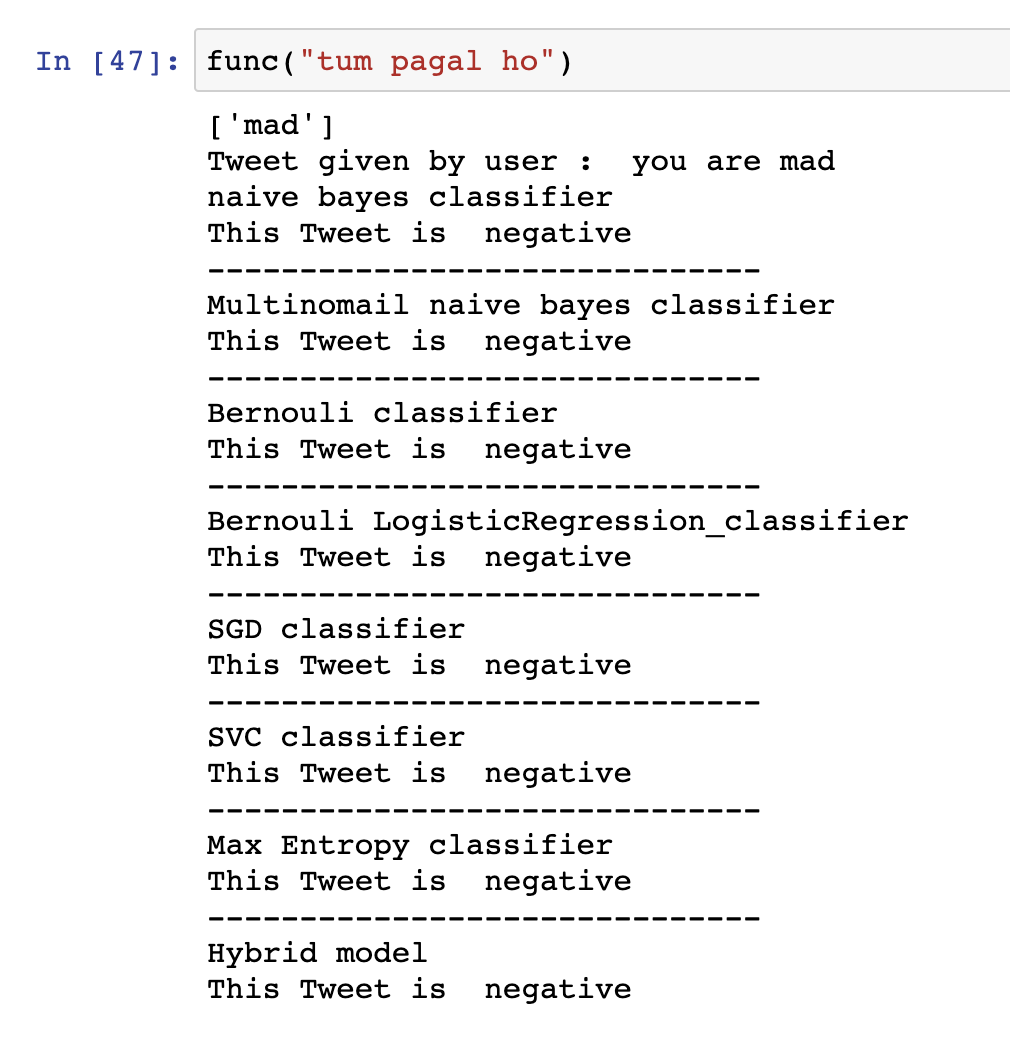 In [47]: func("tum pagal ho")
['mad']
Tweet given by user :  you are mad
naive bayes classifier
This Tweet is  negative
------------------------------
Multinomail naive bayes classifier
This Tweet is  negative
------------------------------
Bernouli classifier
This Tweet is  negative
------------------------------
Bernouli LogisticRegression_classifier
This Tweet is  negative
------------------------------
SGD classifier
This Tweet is  negative
------------------------------
SVC classifier
This Tweet is  negative
------------------------------
Max Entropy classifier
This Tweet is  negative
------------------------------
Hybrid model
This Tweet is  negative